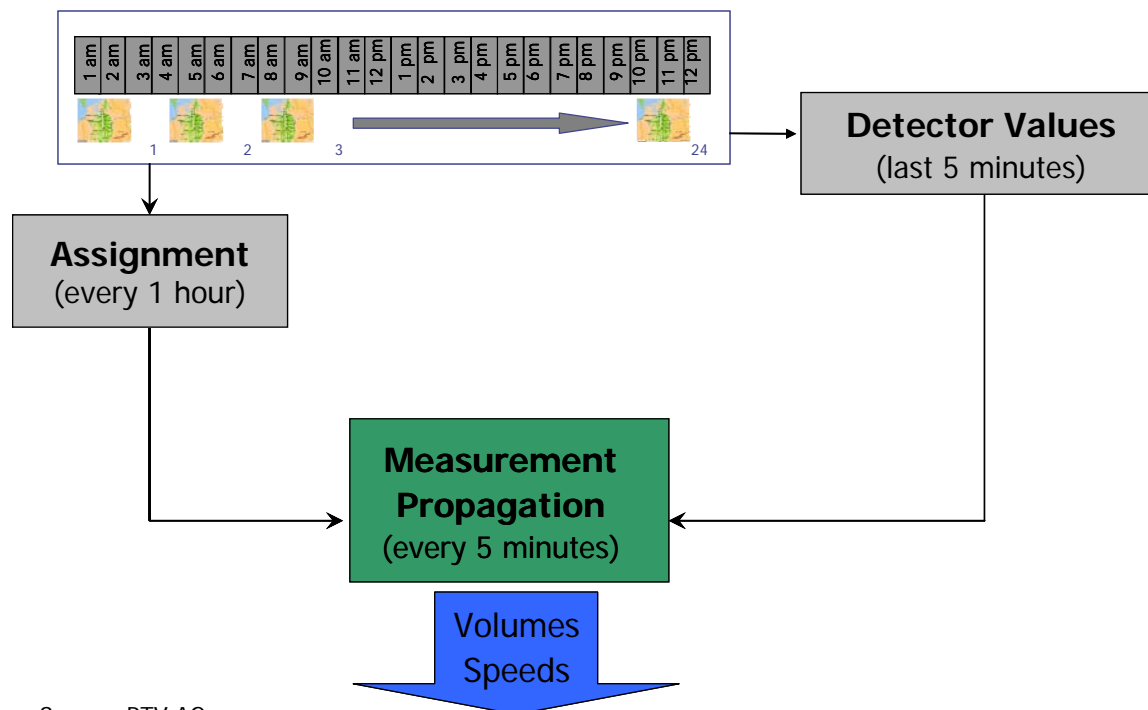 1 am 2 am 3 am 4 am 5 am 6 am 7 am 8 am 9 am 10 am 11 am 12 pm 1 pm 2 pm 3 pm 4 pm 5 pm 6 pm 7 pm 8 pm 9 pm 10 pm 11 pm 12 pm
1 2 3 24
Detector Values
(last 5 minutes)
Assignment
(every 1 hour)
Measurement
Propagation
(every 5 minutes)
Volumes
Speeds